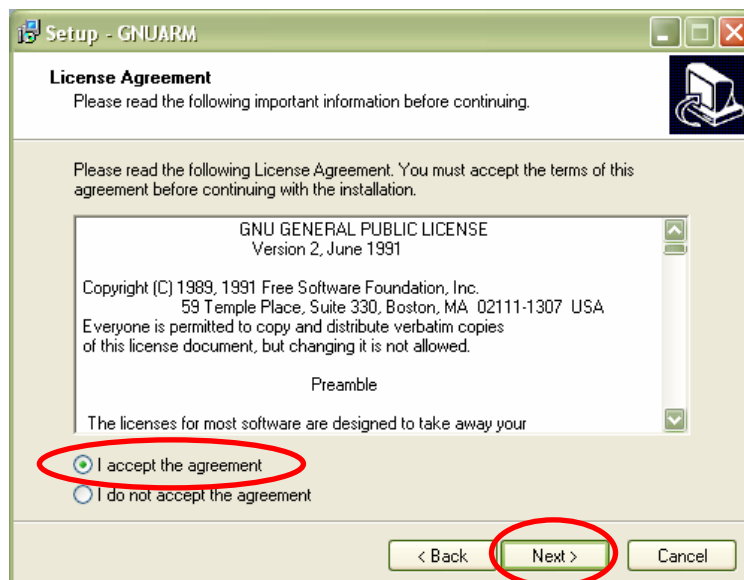 Setup - GNUARM
License Agreement
Please read the following important information before continuing.
Please read the following License Agreement. You must accept the terms of this
agreement before continuing with the installation.
GNU GENERAL PUBLIC LICENSE
Version 2, June 1991
Copyright (C) 1989, 1991 Free Software Foundation, Inc.
59 Temple Place, Suite 330, Boston, MA  02111-1307  USA
Everyone is permitted to copy and distribute verbatim copies
of this license document, but changing it is not allowed.
Preamble
The licenses for most software are designed to take away your
I accept the agreement
I do not accept the agreement
< Back
Next >
Cancel